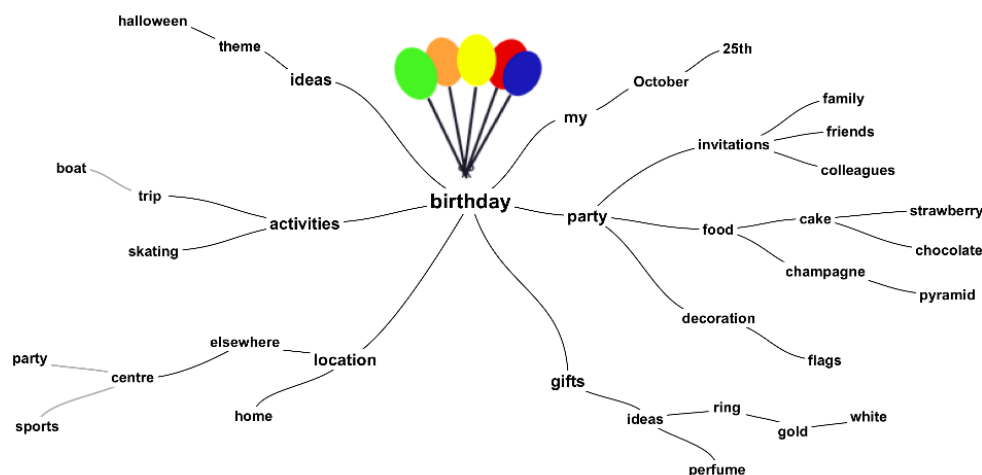 halloween
theme
ideas
25th
October
my
family
invitations
friends
colleagues
boat
trip
activities
skating
birthday
party
food
cake
strawberry
chocolate
champagne
pyramid
decoration
flags
elsewhere
location
party
centre
sports
home
gifts
ideas
ring
gold
white
perfume